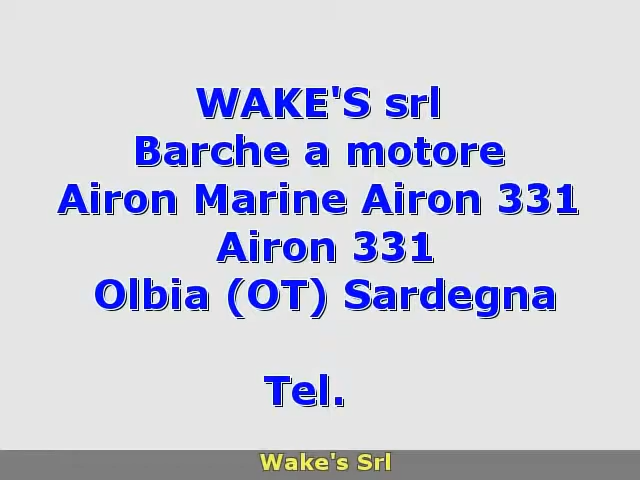 WAKE'S srl
Barche a motore
Airon Marine Airon 331
Airon 331
Olbia (OT) Sardegna
Tel.
Wake's Srl